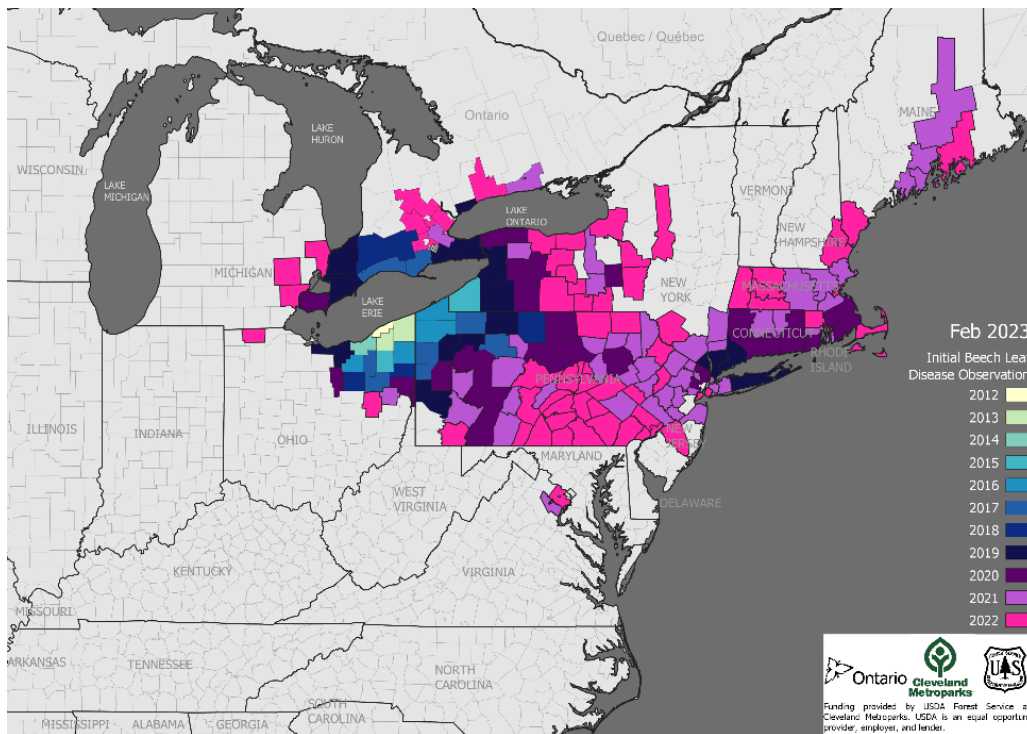 Quebec / Québec
Ontario
MAINE
LAKE
HURON
WISCONSIN
LAKE
MICHIGAN
VERMONT
LAKE
ONTARIO
NEW
HAMPSHIRE
MICHIGAN
NEW
YORK
MASSACHUSETTS
LAKE
ERIE
CONNECTICUT
RHODE
ISLAND
PENNSYLVANIA
ILLINOIS
INDIANA
OHIO
NEW
JERSEY
MARYLAND
WEST
VIRGINIA
DELAWARE
KENTUCKY
VIRGINIA
MISSOURI
ARKANSAS
TENNESSEE
NORTH
CAROLINA
SOUTH
CAROLINA
MISSISSIPPI
ALABAMA
GEORGIA
Feb 2023
Initial Beech Lea
Disease Observation
2012
2013
2014
2015
2016
2017
2018
2019
2020
2021
2022
Ontario
Cleveland
Metroparks
US
Funding provided by USDA Forest Service a
Cleveland Metroparks. USDA is an equal opportun
provider, employer, and lender.